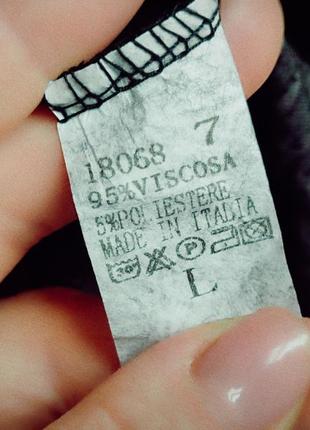 18068 7
95%VISCOSA
5%POLIESTERE
MADE IN ITALIA
30 P
L